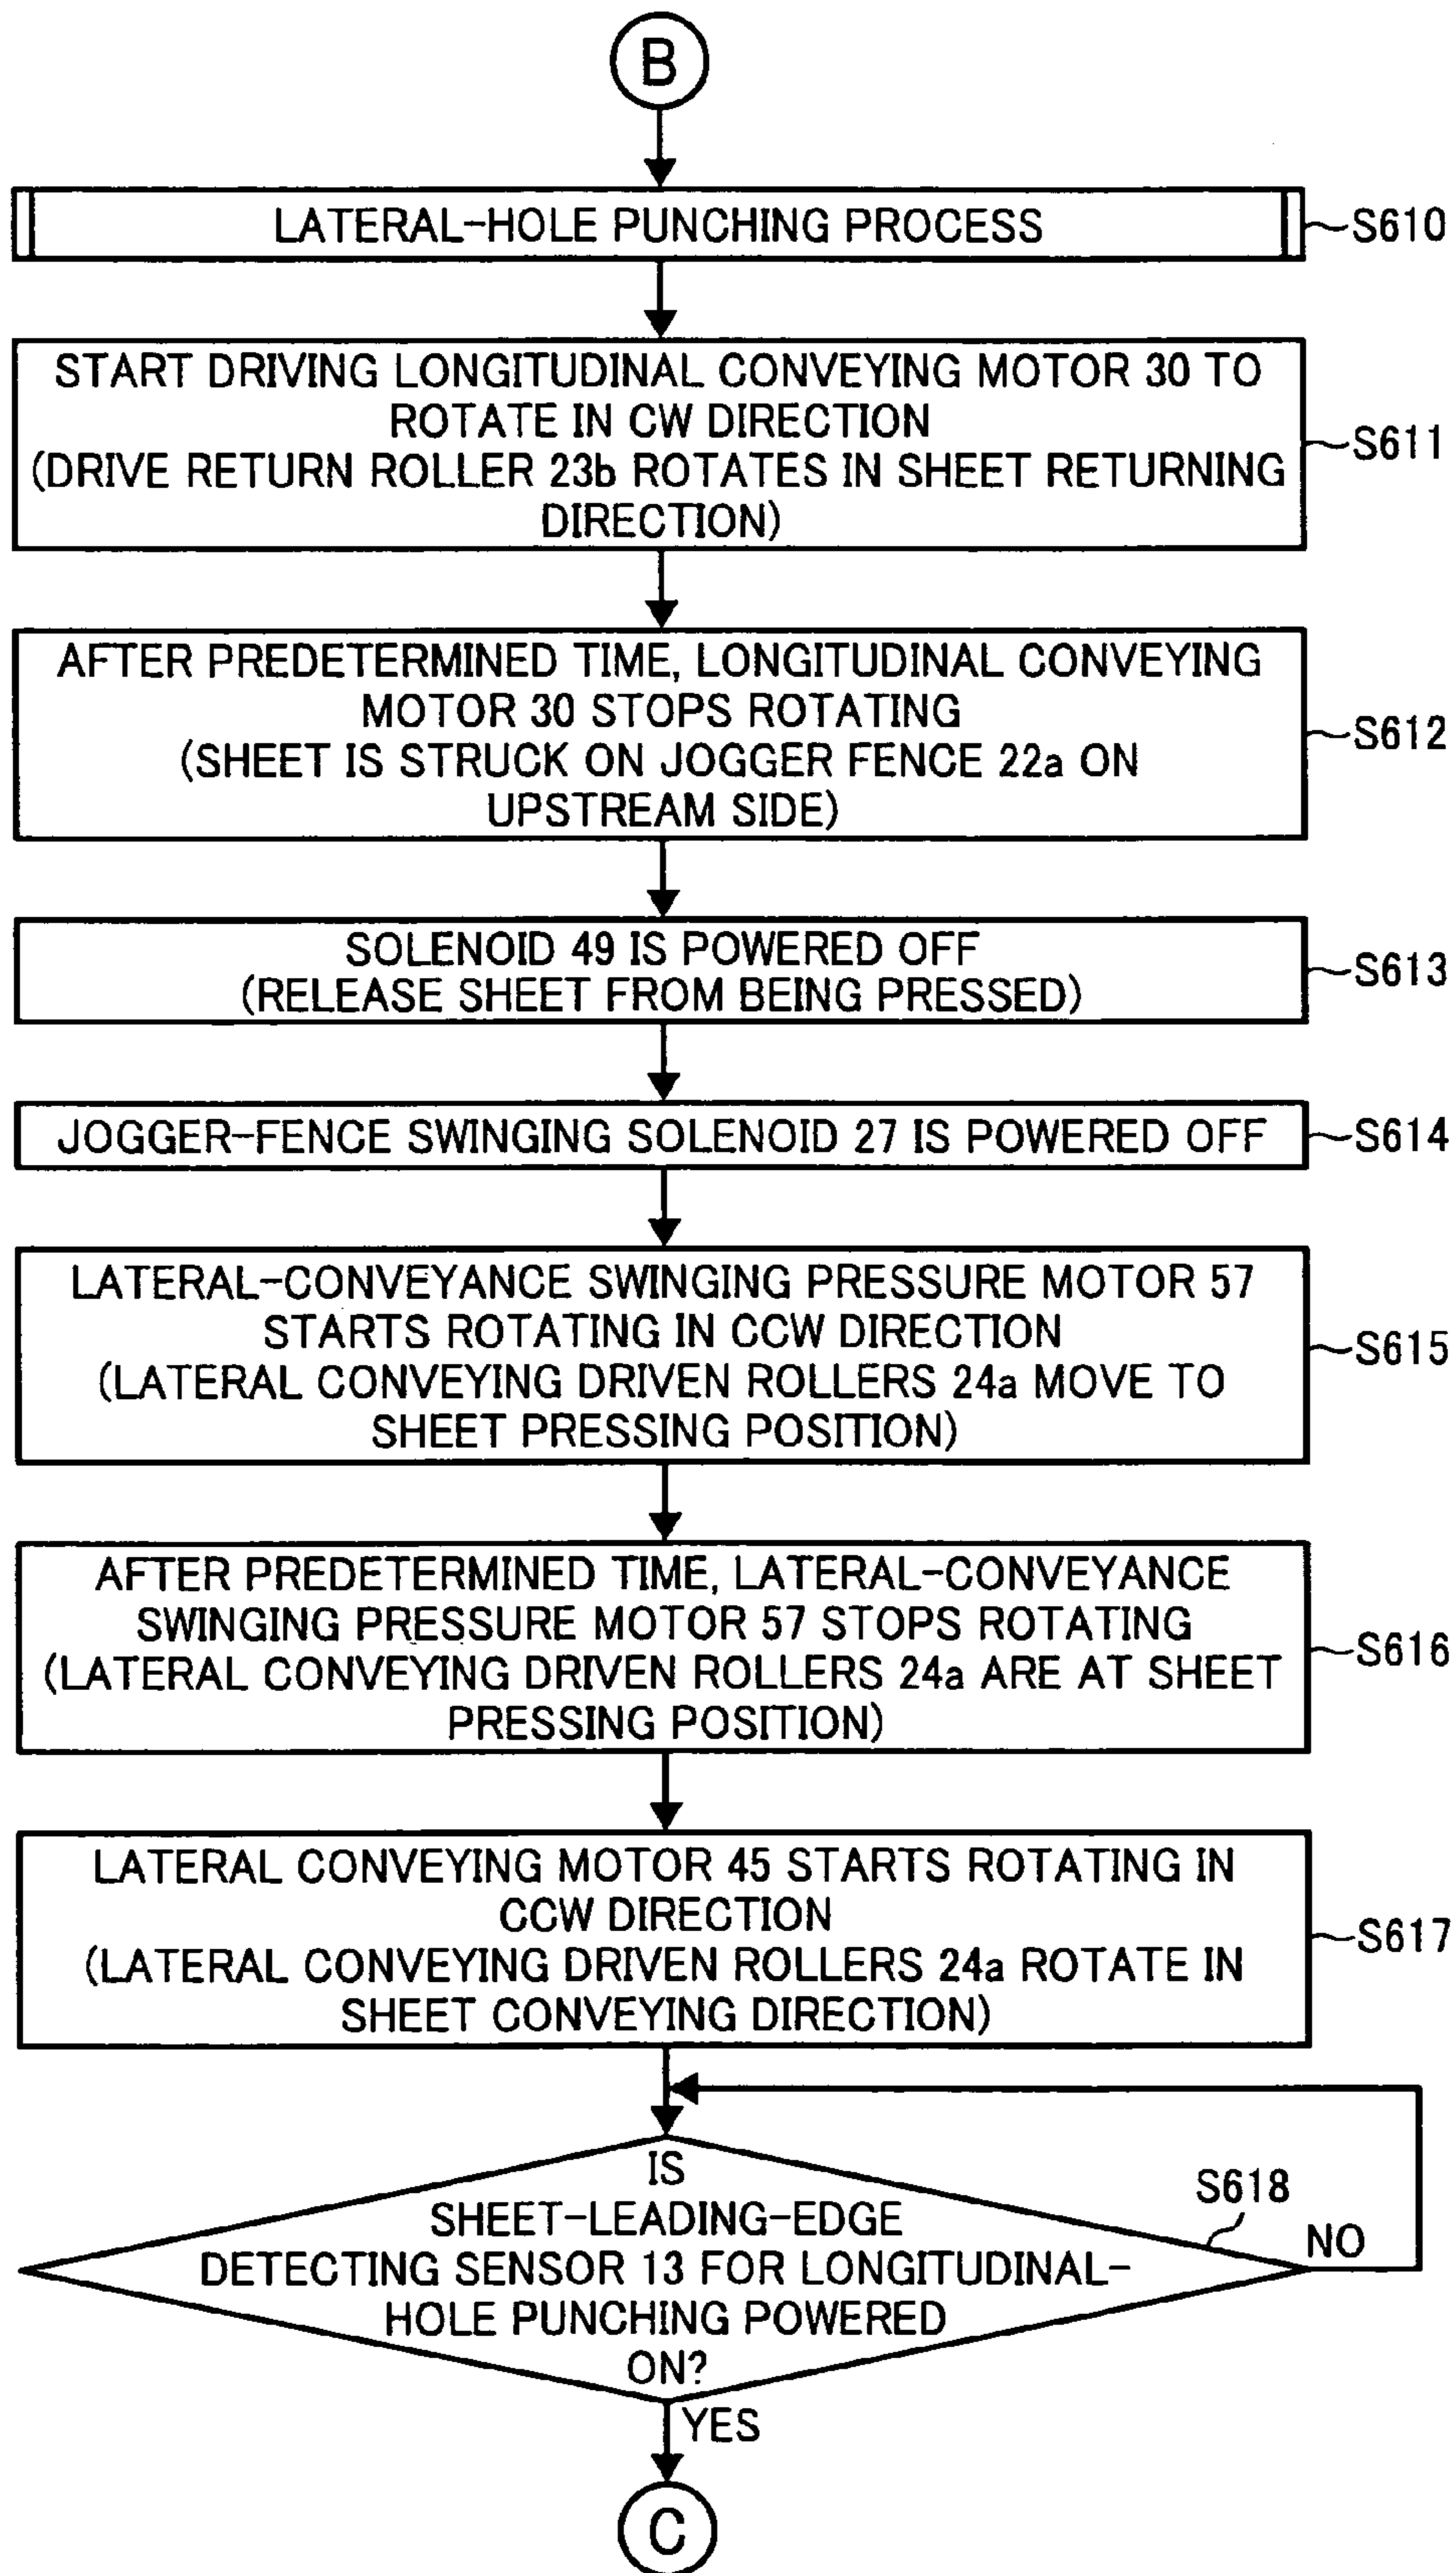 B
LATERAL-HOLE PUNCHING PROCESS
S610
START DRIVING LONGITUDINAL CONVEYING MOTOR 30 TO
ROTATE IN CW DIRECTION
(DRIVE RETURN ROLLER 23b ROTATES IN SHEET RETURNING
DIRECTION)
S611
AFTER PREDETERMINED TIME, LONGITUDINAL CONVEYING
MOTOR 30 STOPS ROTATING
(SHEET IS STRUCK ON JOGGER FENCE 22a ON
UPSTREAM SIDE)
S612
SOLENOID 49 IS POWERED OFF
(RELEASE SHEET FROM BEING PRESSED)
S613
JOGGER-FENCE SWINGING SOLENOID 27 IS POWERED OFF
S614
LATERAL-CONVEYANCE SWINGING PRESSURE MOTOR 57
STARTS ROTATING IN CCW DIRECTION
(LATERAL CONVEYING DRIVEN ROLLERS 24a MOVE TO
SHEET PRESSING POSITION)
S615
AFTER PREDETERMINED TIME, LATERAL-CONVEYANCE
SWINGING PRESSURE MOTOR 57 STOPS ROTATING
(LATERAL CONVEYING DRIVEN ROLLERS 24a ARE AT SHEET
PRESSING POSITION)
S616
LATERAL CONVEYING MOTOR 45 STARTS ROTATING IN
CCW DIRECTION
(LATERAL CONVEYING DRIVEN ROLLERS 24a ROTATE IN
SHEET CONVEYING DIRECTION)
S617
IS
SHEET-LEADING-EDGE
DETECTING SENSOR 13 FOR LONGITUDINAL-
HOLE PUNCHING POWERED
ON?
S618
NO
YES
C